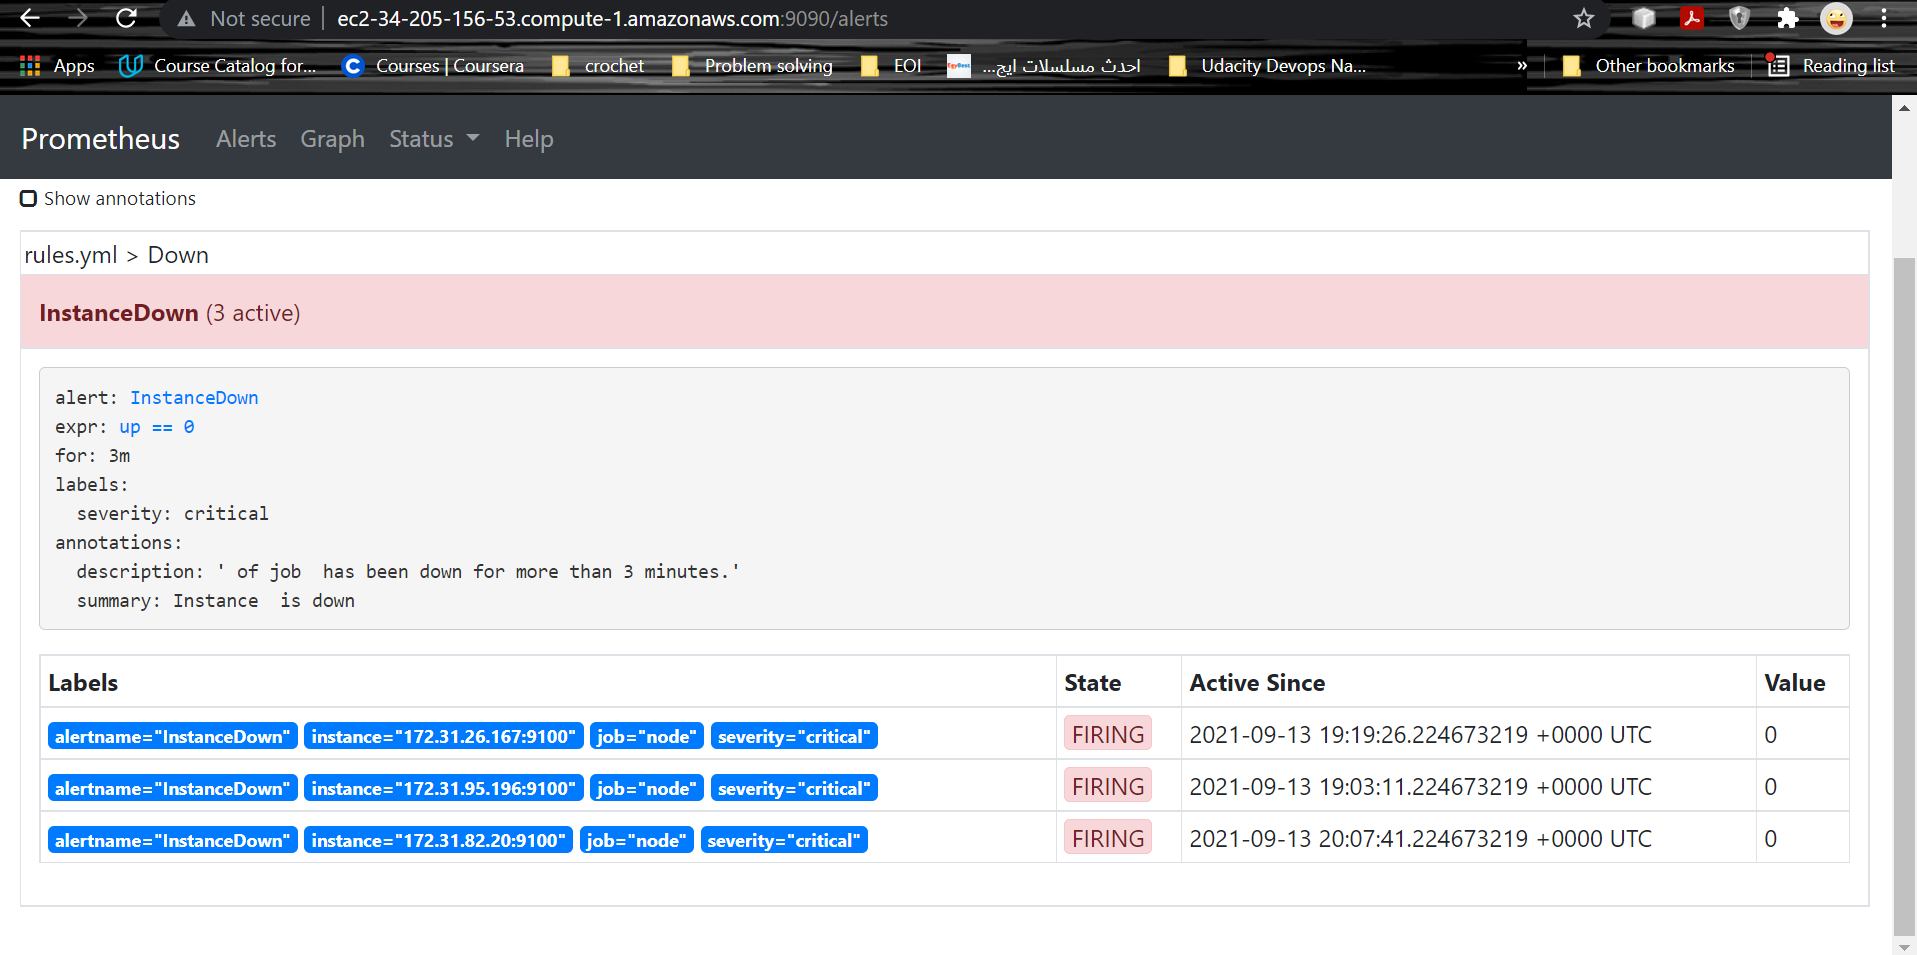 Not secure | ec2-34-205-156-53.compute-1.amazonaws.com:9090/alerts
Apps Course Catalog for... Courses | Coursera crochet Problem solving EOI EgyBest احدث مسلسلات ايج... Udacity Devops Na... » Other bookmarks Reading list
Prometheus Alerts Graph Status Help
Show annotations
rules.yml > Down
InstanceDown (3 active)
alert: InstanceDown
expr: up == 0
for: 3m
labels:
  severity: critical
annotations:
  description: ' of job  has been down for more than 3 minutes.'
  summary: Instance  is down
Labels State Active Since Value
alertname="InstanceDown" instance="172.31.26.167:9100" job="node" severity="critical" FIRING 2021-09-13 19:19:26.224673219 +0000 UTC 0
alertname="InstanceDown" instance="172.31.95.196:9100" job="node" severity="critical" FIRING 2021-09-13 19:03:11.224673219 +0000 UTC 0
alertname="InstanceDown" instance="172.31.82.20:9100" job="node" severity="critical" FIRING 2021-09-13 20:07:41.224673219 +0000 UTC 0